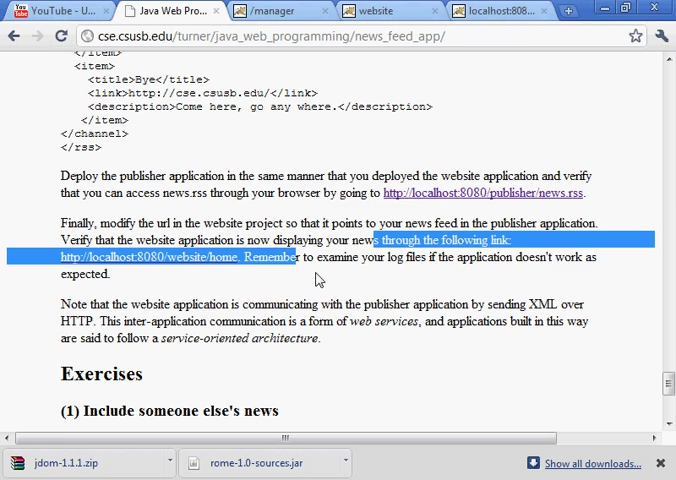 YouTube - U...
Java Web Pro...
/manager
website
localhost:808...
cse.csusb.edu/turner/java_web_programming/news_feed_app/
</item>
<item>
<title>Bye</title>
<link>http://cse.csusb.edu/</link>
<description>Come here, go any where.</description>
</item>
</channel>
</rss>
Deploy the publisher application in the same manner that you deployed the website application and verify
that you can access news.rss through your browser by going to http://localhost:8080/publisher/news.rss.
Finally, modify the url in the website project so that it points to your news feed in the publisher application.
Verify that the website application is now displaying your news through the following link:
http://localhost:8080/website/home. Remember to examine your log files if the application doesn't work as
expected.
Note that the website application is communicating with the publisher application by sending XML over
HTTP. This inter-application communication is a form of web services, and applications built in this way
are said to follow a service-oriented architecture.
Exercises
(1) Include someone else's news
jdom-1.1.1.zip
rome-1.0-sources.jar
Show all downloads...